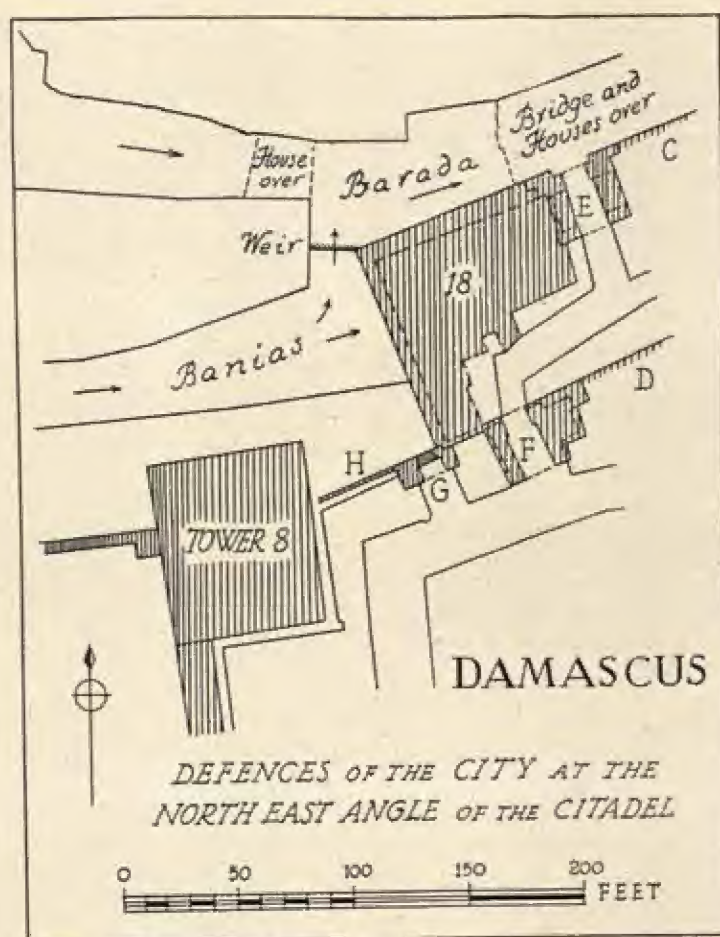 Bridge and
Houses over
C
House
over
Barada
E
Weir
18
Banias
D
H
F
G
TOWER 8
DAMASCUS
DEFENCES OF THE CITY AT THE
NORTH EAST ANGLE OF THE CITADEL
0 50 100 150 200
FEET